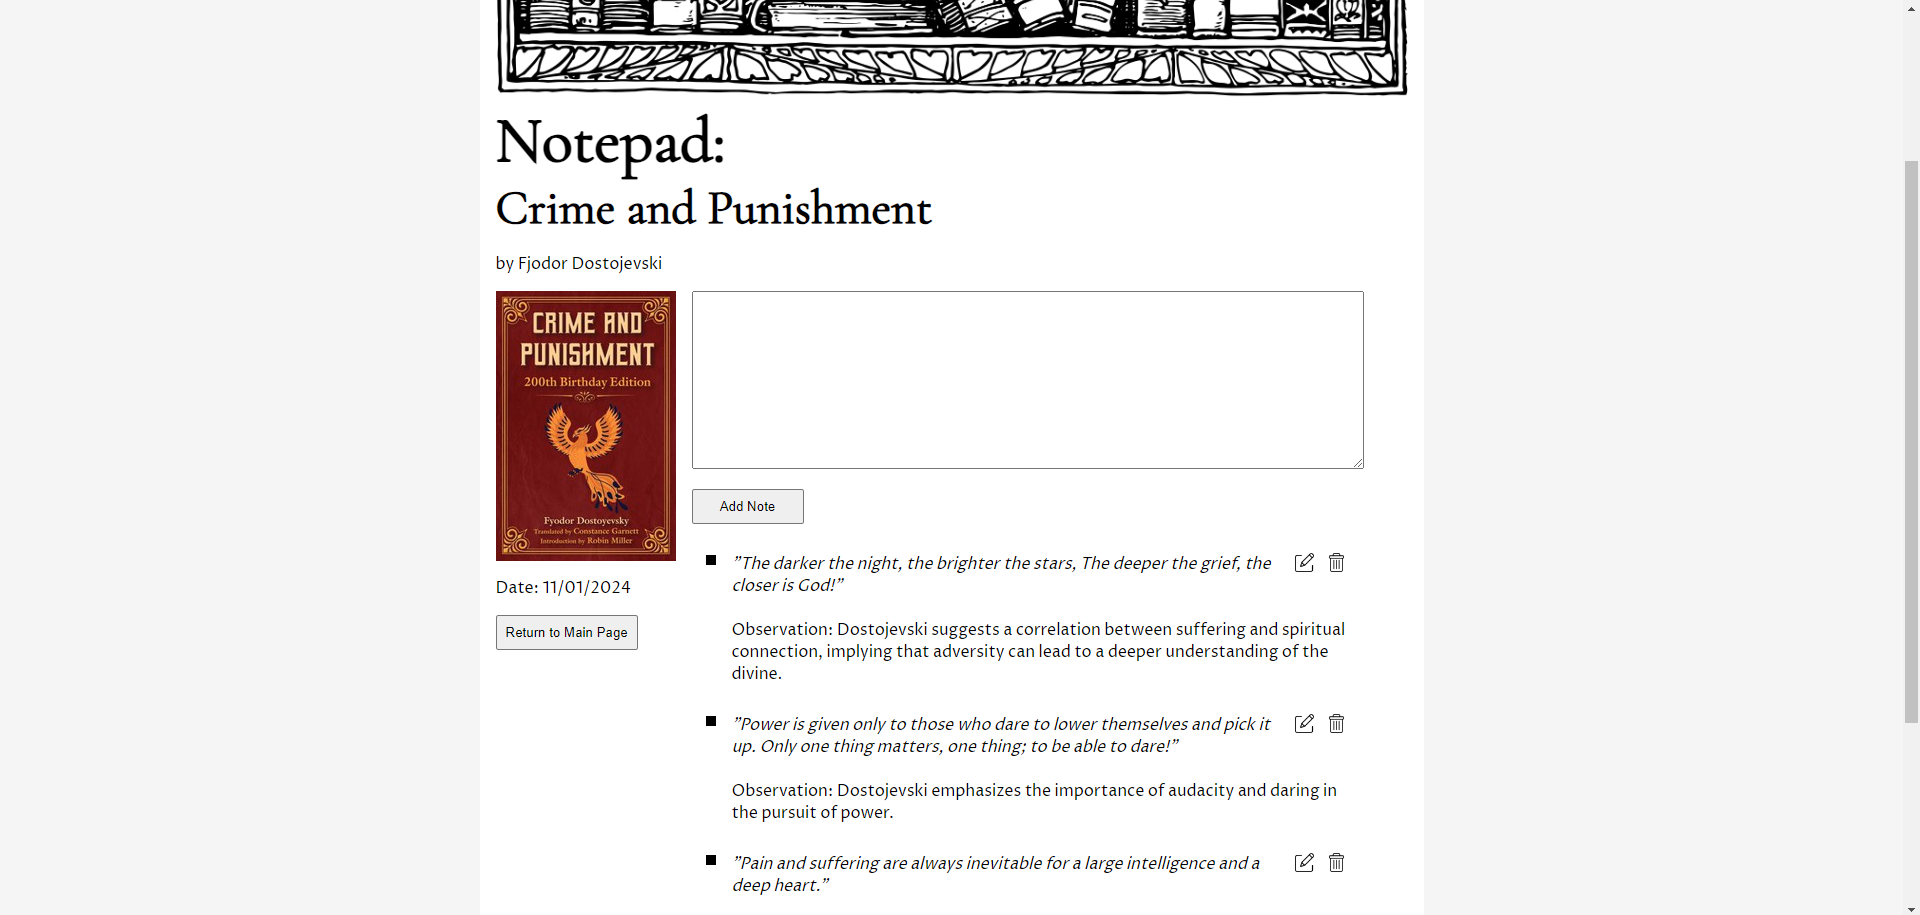 Notepad:
Crime and Punishment
by Fjodor Dostojevski
CRIME AND
PUNISHMENT
200th Birthday Edition
Fyodor Dostoyevsky
Translated by Constance Garnett
Introduction by Robin Miller
Date: 11/01/2024
Return to Main Page
Add Note
"The darker the night, the brighter the stars, The deeper the grief, the
closer is God!"
Observation: Dostojevski suggests a correlation between suffering and spiritual
connection, implying that adversity can lead to a deeper understanding of the
divine.
"Power is given only to those who dare to lower themselves and pick it
up. Only one thing matters, one thing; to be able to dare!"
Observation: Dostojevski emphasizes the importance of audacity and daring in
the pursuit of power.
"Pain and suffering are always inevitable for a large intelligence and a
deep heart."